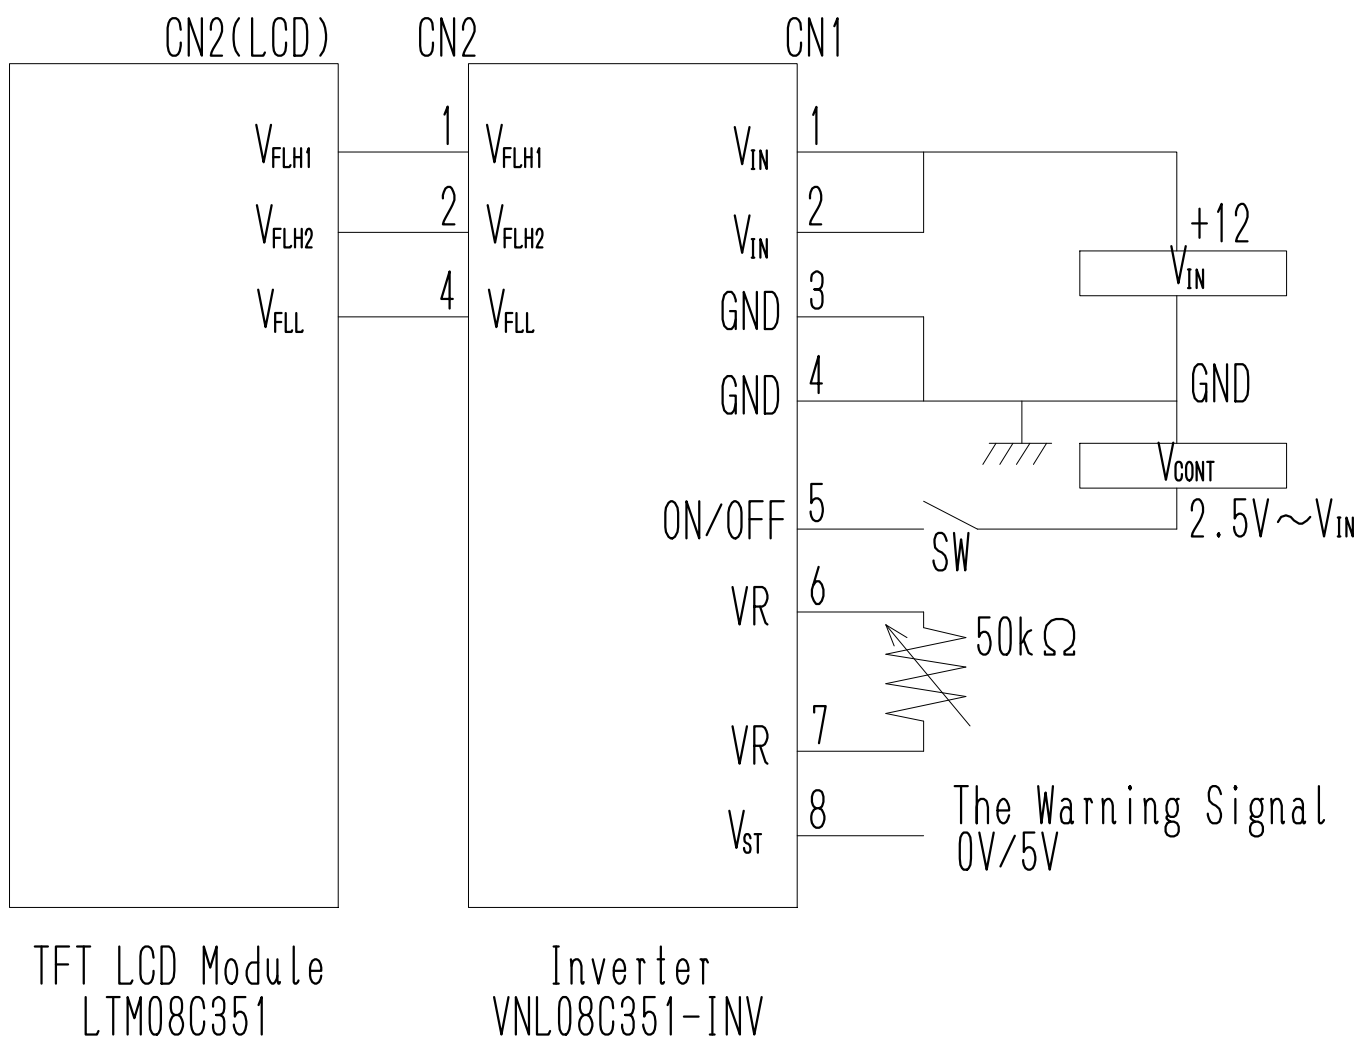 CN2(LCD) CN2 CN1
1 1
VFLH1 VFLH1 VIN
2 2
VFLH2 VFLH2 VIN +12
VIN
4 3
VFLL VFLL GND
4
GND GND
VCONT
5
ON/OFF 2.5V～VIN
SW
6
VR
50kΩ
7
VR
8
VST The Warning Signal
0V/5V
TFT LCD Module Inverter
LTM08C351 VNL08C351-INV